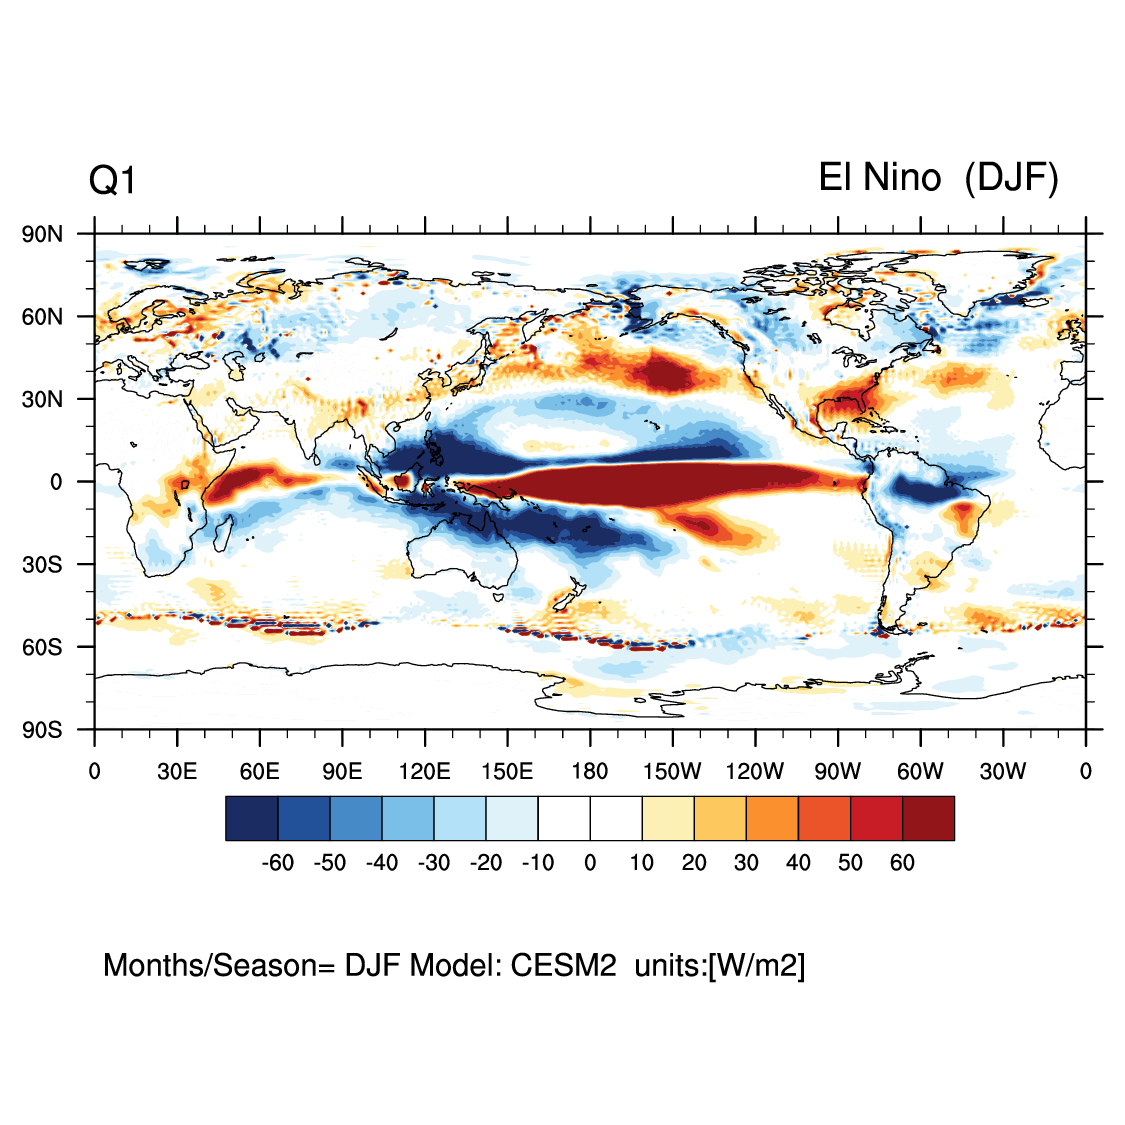 Q1 El Nino (DJF)
90N
60N
30N
0
30S
60S
90S
0 30E 60E 90E 120E 150E 180 150W 120W 90W 60W 30W 0
-60 -50 -40 -30 -20 -10 0 10 20 30 40 50 60
Months/Season= DJF Model: CESM2 units:[W/m2]